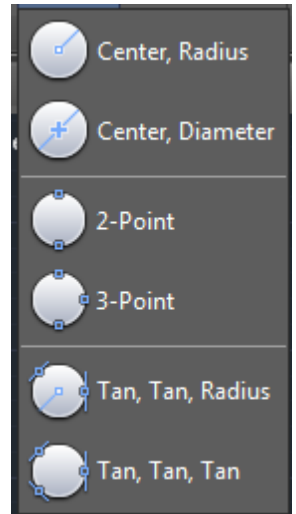 Center, Radius
Center, Diameter
2-Point
3-Point
Tan, Tan, Radius
Tan, Tan, Tan